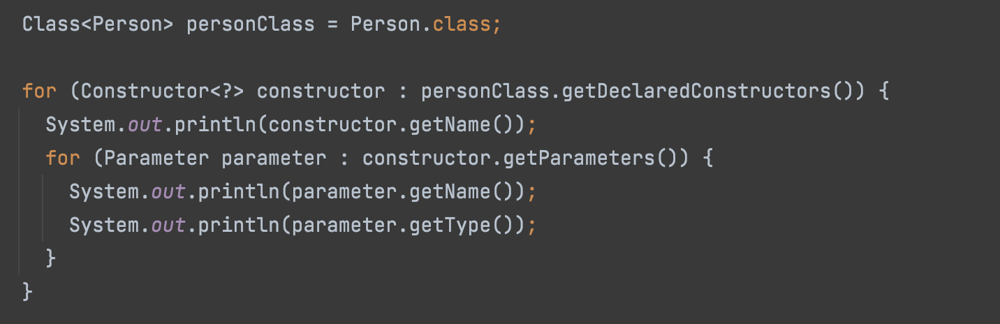 Class<Person> personClass = Person.class;
for (Constructor<?> constructor : personClass.getDeclaredConstructors()) {
System.out.println(constructor.getName());
for (Parameter parameter : constructor.getParameters()) {
System.out.println(parameter.getName());
System.out.println(parameter.getType());
}
}